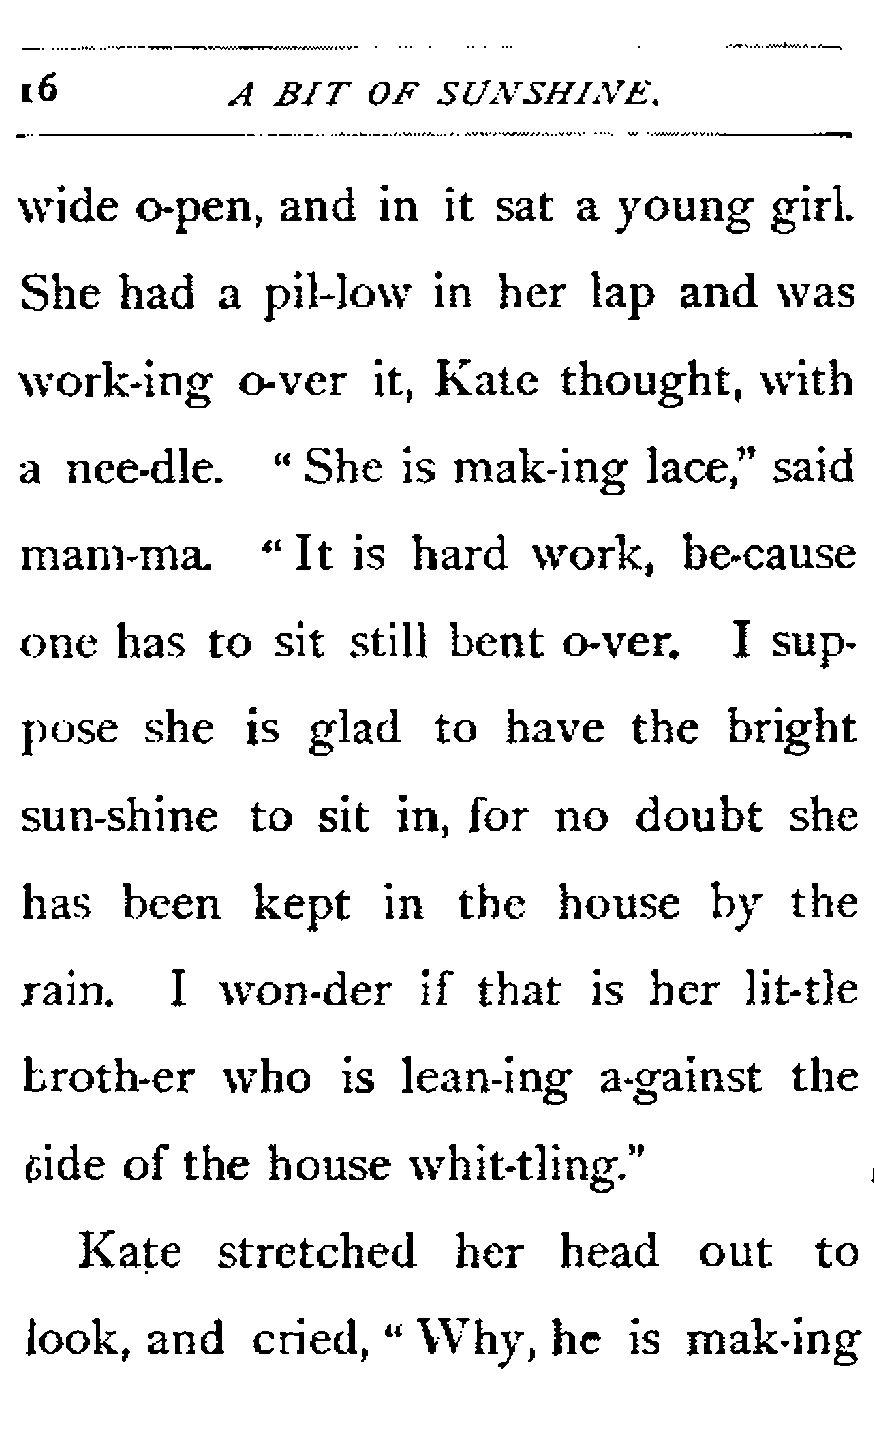 16 A BIT OF SUNSHINE.
wide o-pen, and in it sat a young girl.
She had a pil-low in her lap and was
work-ing o-ver it, Kate thought, with
a nee-dle. "She is mak-ing lace," said
mam-ma. "It is hard work, be-cause
one has to sit still bent o-ver. I sup-
pose she is glad to have the bright
sun-shine to sit in, for no doubt she
has been kept in the house by the
rain. I won-der if that is her lit-tle
broth-er who is lean-ing a-gainst the
side of the house whit-tling."
Kate stretched her head out to
look, and cried, "Why, he is mak-ing